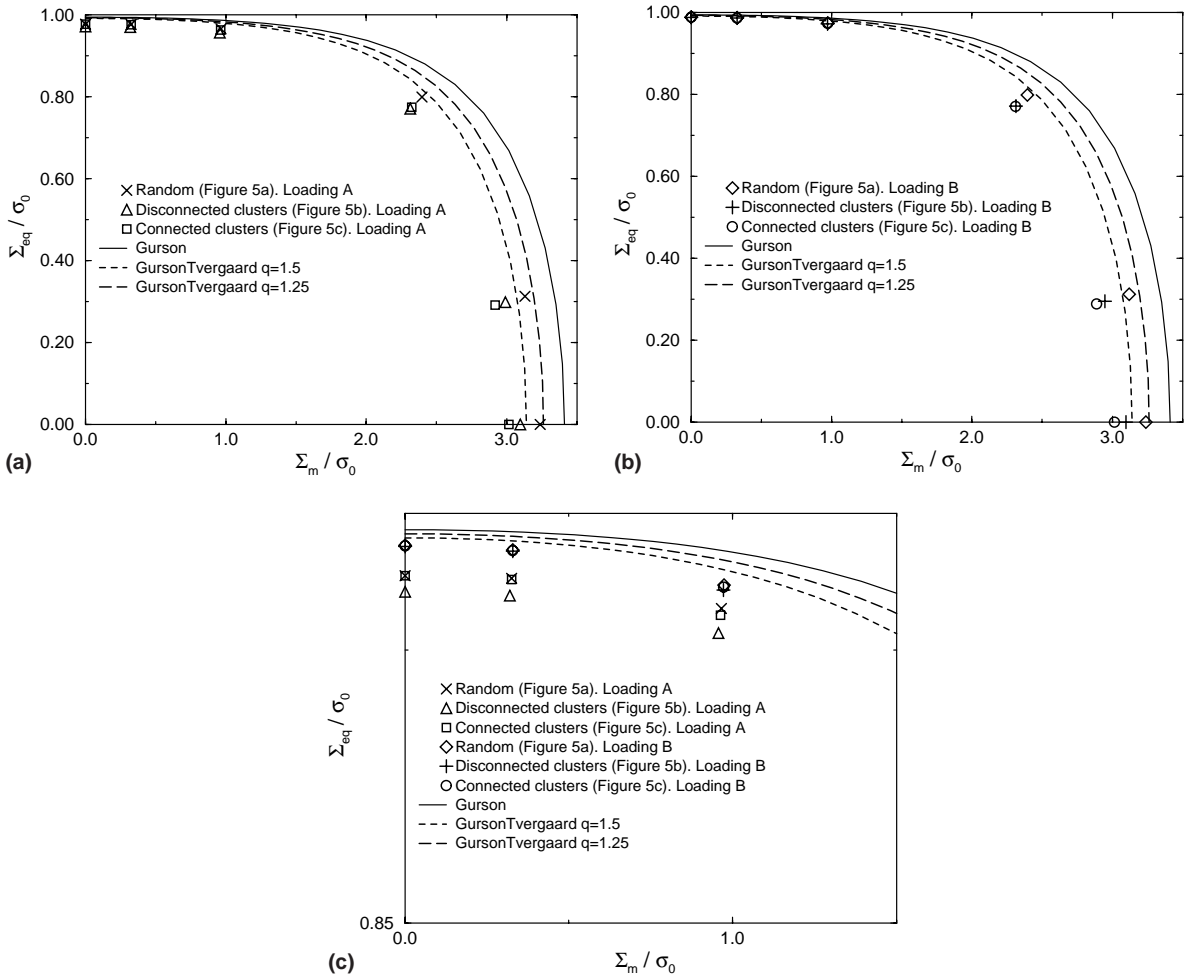 1.00
0.80
0.60
0.40
0.20
0.00
Σeq / σ0
× Random (Figure 5a). Loading A
△ Disconnected clusters (Figure 5b). Loading A
□ Connected clusters (Figure 5c). Loading A
Gurson
GursonTvergaard q=1.5
GursonTvergaard q=1.25
0.0 1.0 2.0 3.0
Σm / σ0
(a)
1.00
0.80
0.60
0.40
0.20
0.00
Σeq / σ0
◇ Random (Figure 5a). Loading B
+ Disconnected clusters (Figure 5b). Loading B
○ Connected clusters (Figure 5c). Loading B
Gurson
GursonTvergaard q=1.5
GursonTvergaard q=1.25
0.0 1.0 2.0 3.0
Σm / σ0
(b)
Σeq / σ0
× Random (Figure 5a). Loading A
△ Disconnected clusters (Figure 5b). Loading A
□ Connected clusters (Figure 5c). Loading A
◇ Random (Figure 5a). Loading B
+ Disconnected clusters (Figure 5b). Loading B
○ Connected clusters (Figure 5c). Loading B
Gurson
GursonTvergaard q=1.5
GursonTvergaard q=1.25
0.85
0.0 1.0
Σm / σ0
(c)